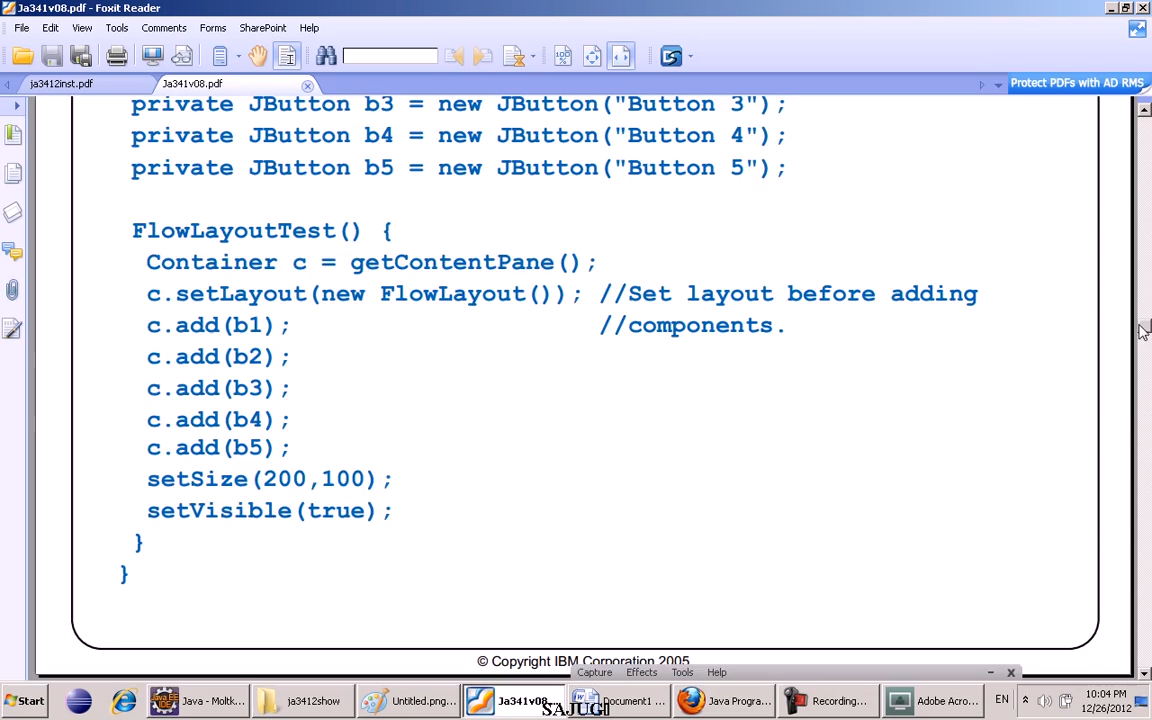 Ja341v08.pdf - Foxit Reader
File Edit View Tools Comments Forms SharePoint Help
ja3412inst.pdf Ja341v08.pdf Protect PDFs with AD RMS
private JButton b3 = new JButton("Button 3");
private JButton b4 = new JButton("Button 4");
private JButton b5 = new JButton("Button 5");
FlowLayoutTest() {
Container c = getContentPane();
c.setLayout(new FlowLayout()); //Set layout before adding
c.add(b1); //components.
c.add(b2);
c.add(b3);
c.add(b4);
c.add(b5);
setSize(200,100);
setVisible(true);
}
}
© Copyright IBM Corporation 2005
Capture Effects Tools Help
Start Java - Moltk... ja3412show Untitled.png... Ja341v08.... Document1 ... Java Progra... Recording... Adobe Acro... EN 10:04 PM
12/26/2012
SAJUGI